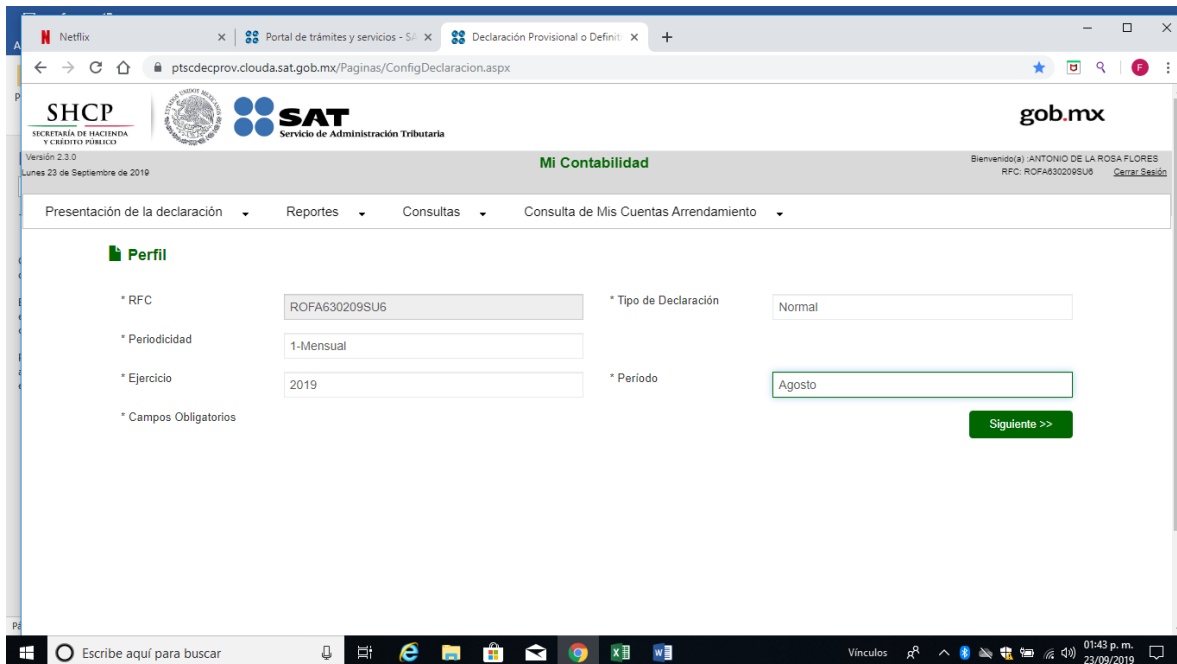 Netflix
Portal de trámites y servicios - SA
Declaración Provisional o Definiti
ptscdecprov.clouda.sat.gob.mx/Paginas/ConfigDeclaracion.aspx
F
SHCP
SECRETARÍA DE HACIENDA
Y CRÉDITO PÚBLICO
SAT
Servicio de Administración Tributaria
gob.mx
Versión 2.3.0
Lunes 23 de Septiembre de 2019
Mi Contabilidad
Bienvenido(a) :ANTONIO DE LA ROSA FLORES
RFC: ROFA630209SU6 Cerrar Sesión
Presentación de la declaración Reportes Consultas Consulta de Mis Cuentas Arrendamiento
Perfil
* RFC ROFA630209SU6 * Tipo de Declaración Normal
* Periodicidad 1-Mensual
* Ejercicio 2019 * Período Agosto
* Campos Obligatorios Siguiente >>
Escribe aquí para buscar
Vínculos
01:43 p. m.
23/09/2019